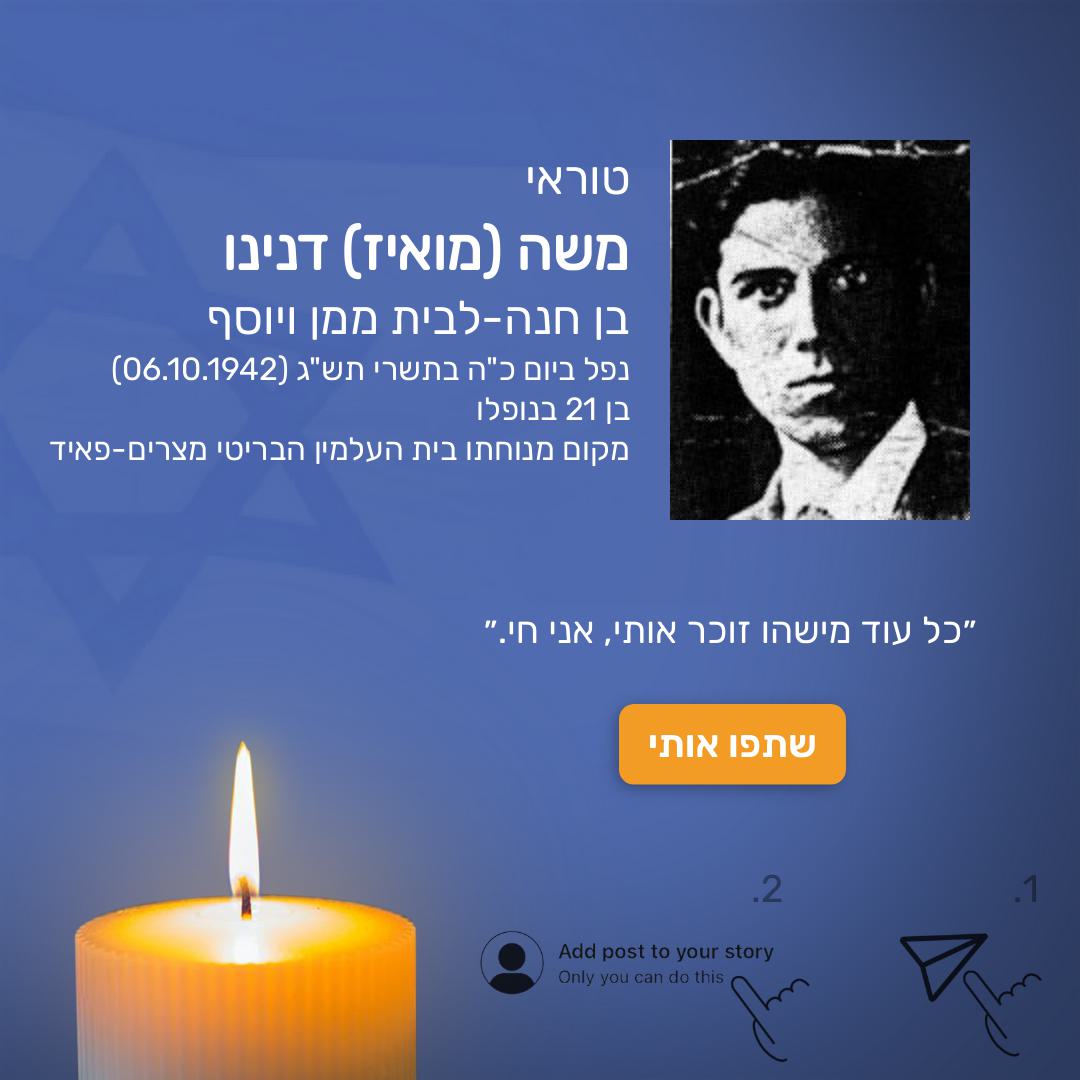 טוראי
משה (מואיז) דנינו
בן חנה-לבית ממן ויוסף
נפל ביום כ"ה בתשרי תש"ג (06.10.1942)
בן 21 בנופלו
מקום מנוחתו בית העלמין הבריטי מצרים-פאיד
"כל עוד מישהו זוכר אותי, אני חי."
שתפו אותי
1.
2.
Add post to your story
Only you can do this